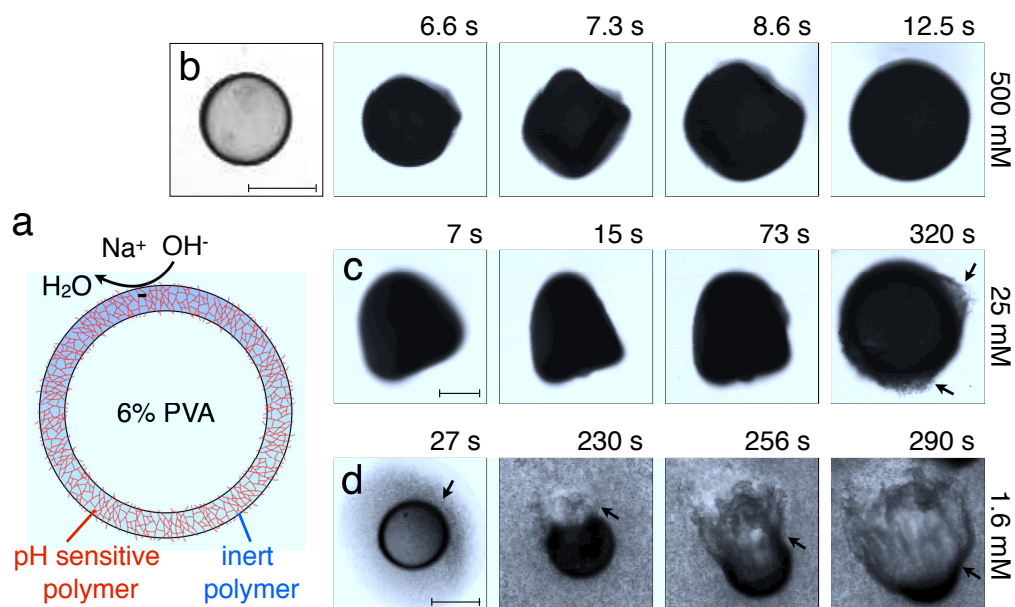 6.6 s 7.3 s 8.6 s 12.5 s
b
500 mM
a
Na⁺ OH⁻
H₂O
-
6% PVA
pH sensitive
polymer
inert
polymer
7 s 15 s 73 s 320 s
c
25 mM
27 s 230 s 256 s 290 s
d
1.6 mM